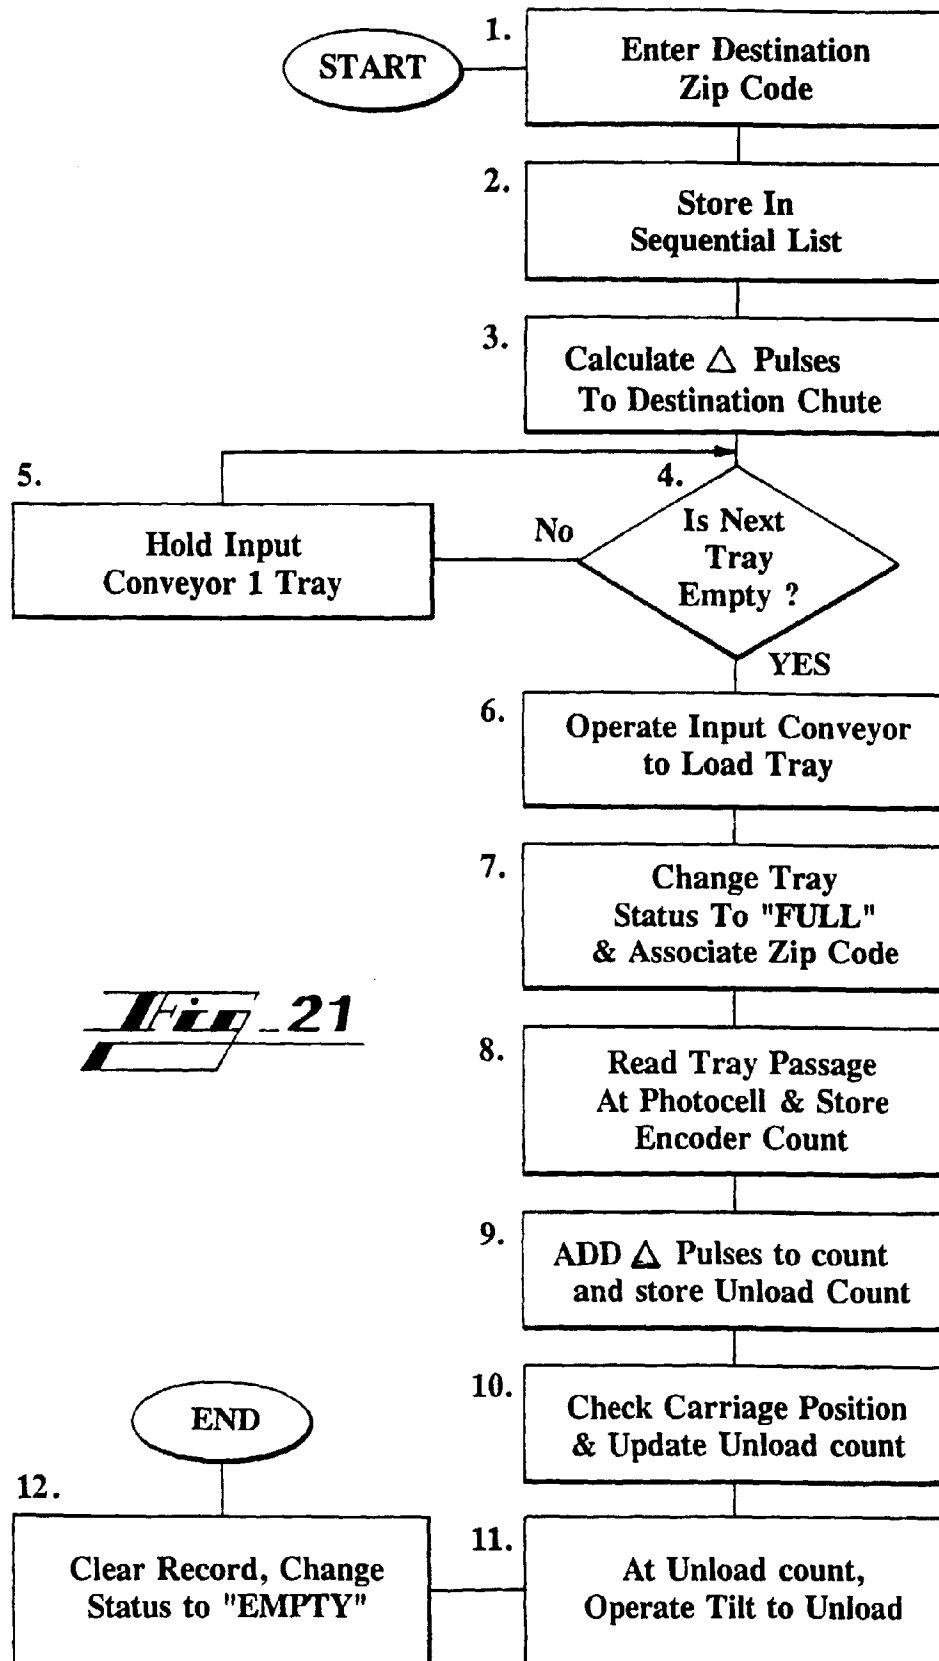 START
1.
Enter Destination
Zip Code
2.
Store In
Sequential List
3.
Calculate △ Pulses
To Destination Chute
4.
Is Next
Tray
Empty ?
No
5.
Hold Input
Conveyor 1 Tray
YES
6.
Operate Input Conveyor
to Load Tray
7.
Change Tray
Status To "FULL"
& Associate Zip Code
Fig_21
8.
Read Tray Passage
At Photocell & Store
Encoder Count
9.
ADD △ Pulses to count
and store Unload Count
10.
Check Carriage Position
& Update Unload count
11.
At Unload count,
Operate Tilt to Unload
12.
Clear Record, Change
Status to "EMPTY"
END